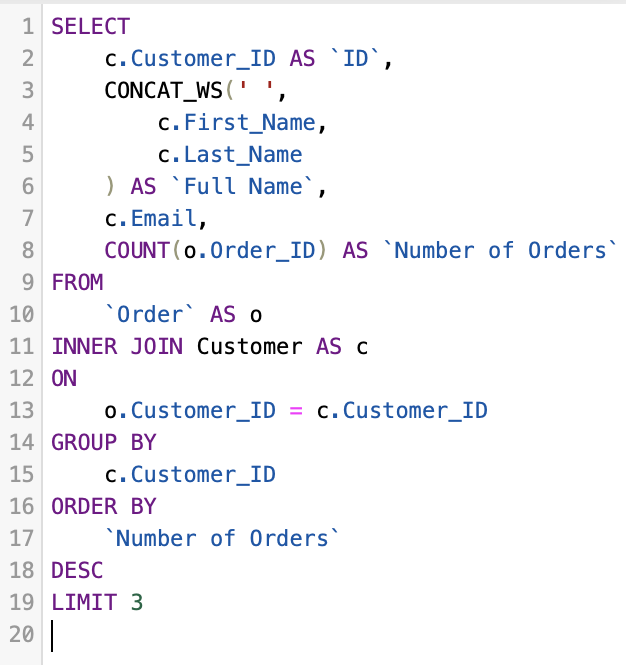 1 SELECT
2     c.Customer_ID AS `ID`,
3     CONCAT_WS(' ',
4         c.First_Name,
5         c.Last_Name
6     ) AS `Full Name`,
7     c.Email,
8     COUNT(o.Order_ID) AS `Number of Orders`
9 FROM
10     `Order` AS o
11 INNER JOIN Customer AS c
12 ON
13     o.Customer_ID = c.Customer_ID
14 GROUP BY
15     c.Customer_ID
16 ORDER BY
17     `Number of Orders`
18 DESC
19 LIMIT 3
20